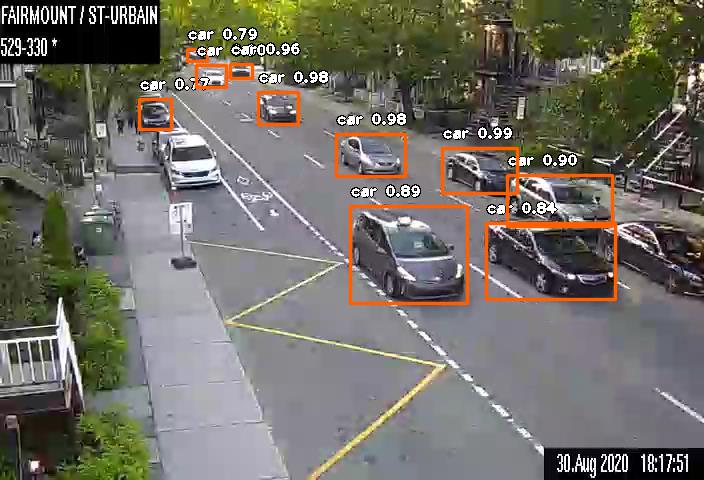 FAIRMOUNT / ST-URBAIN
529-330 *
car 0.79
car 0.96
car 0.77
car 0.98
car 0.98
car 0.99
car 0.90
car 0.89
car 0.84
30.Aug 2020 18:17:51